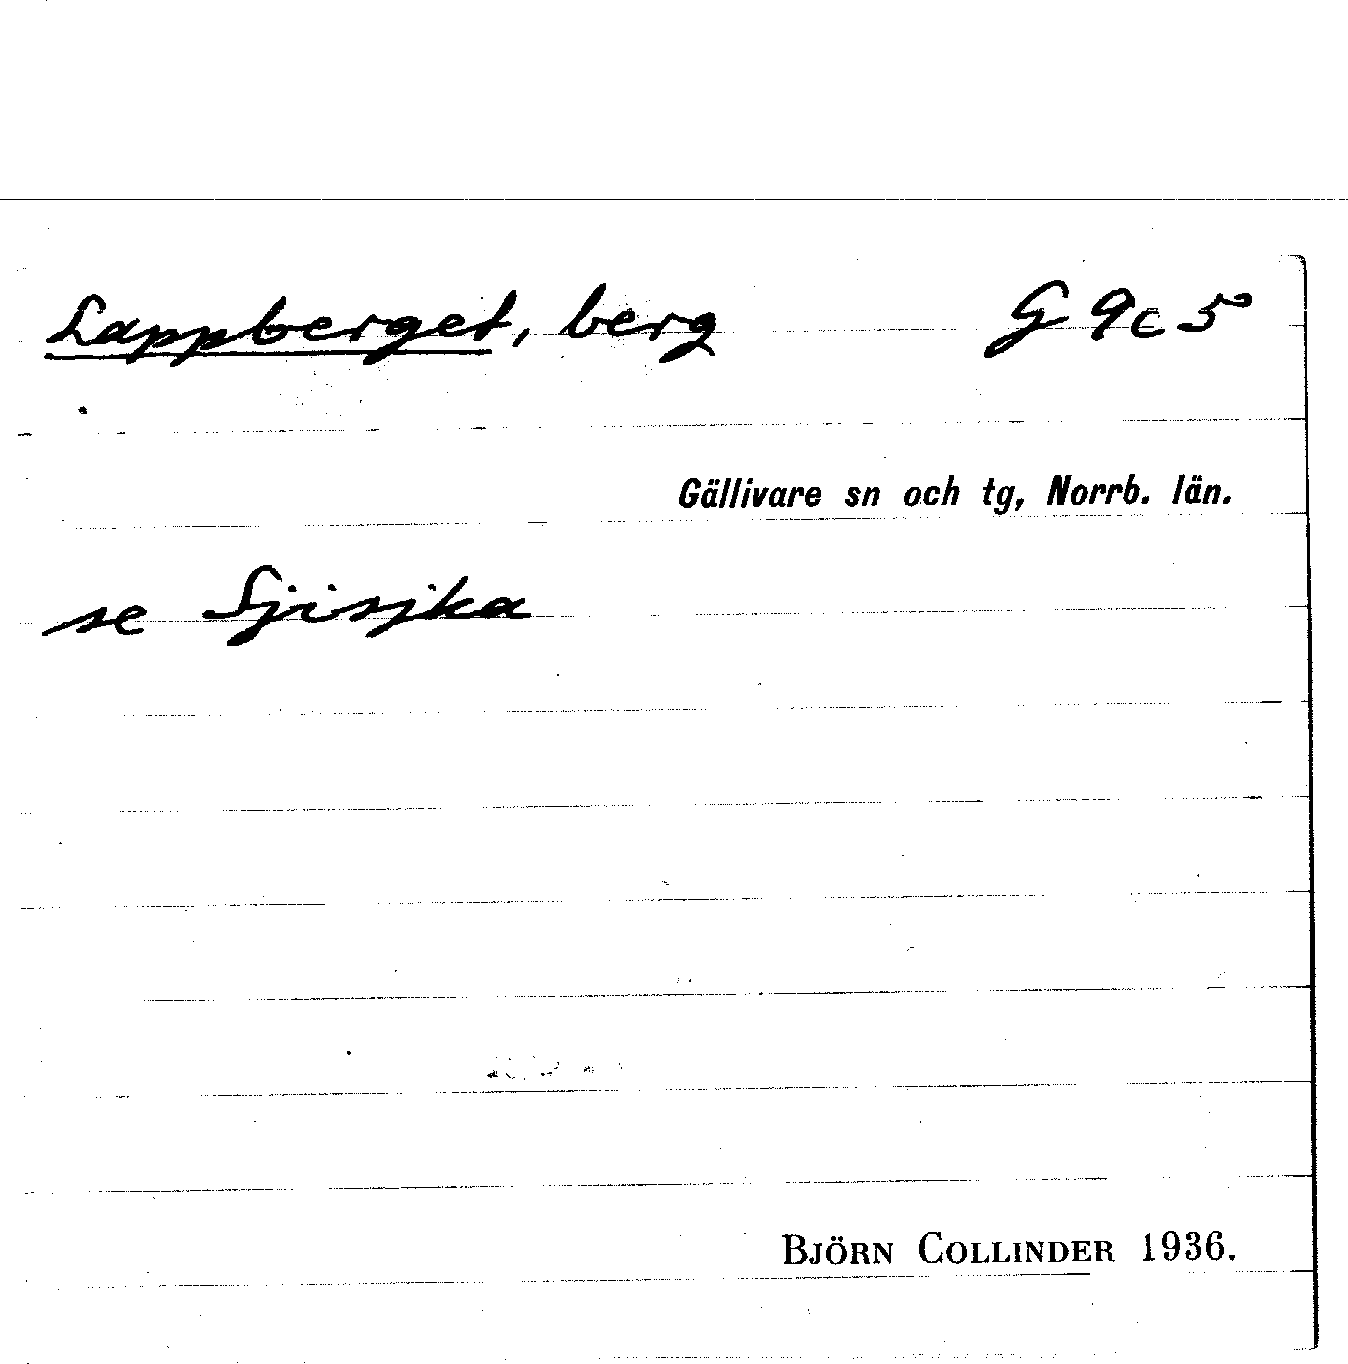 Lappberget, berg G 9c 5
Gällivare sn och tg, Norrb. län.
se Sjisjka
BJÖRN COLLINDER 1936.